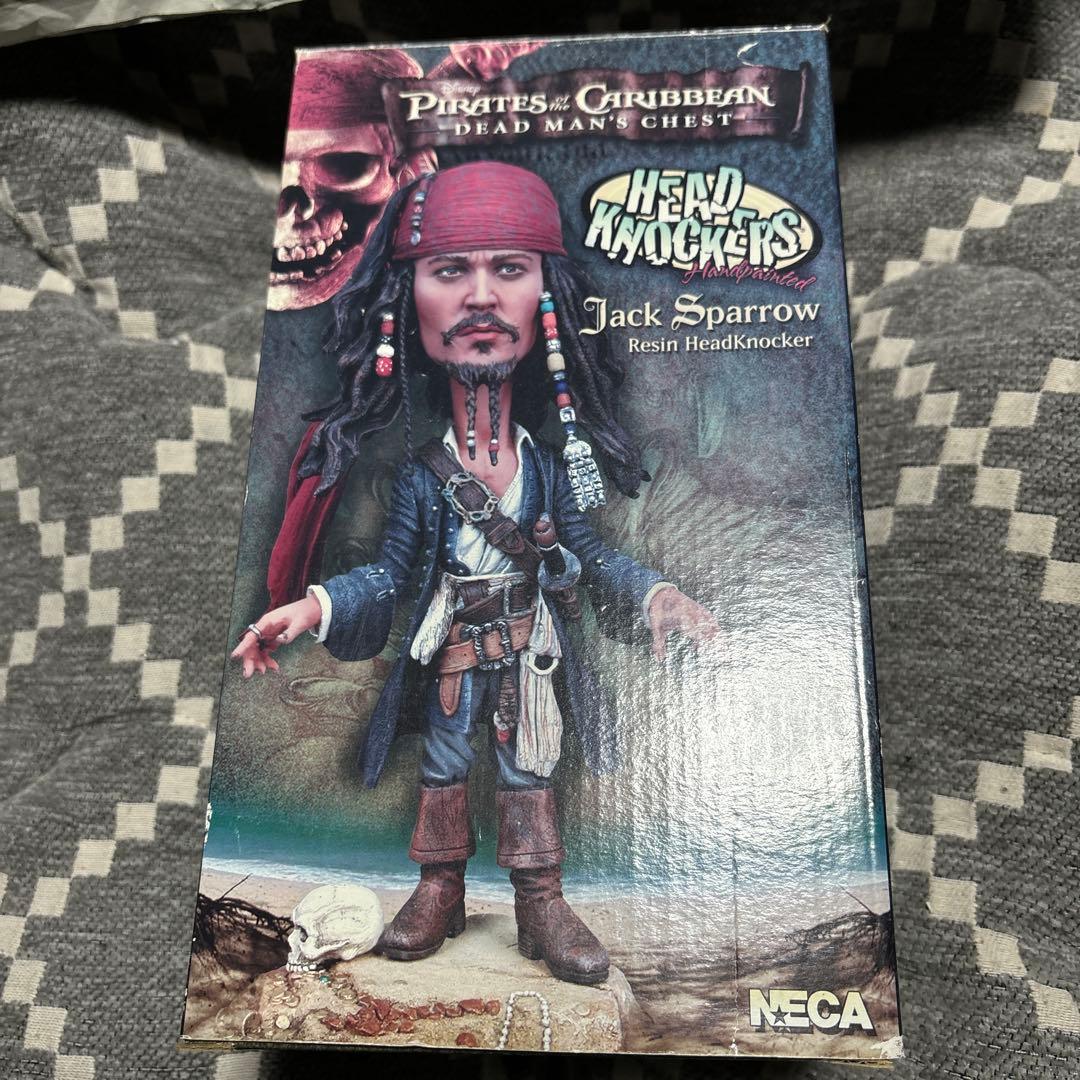 Disney
PIRATES of the CARIBBEAN
DEAD MAN'S CHEST
HEAD
KNOCKERS
Handpainted
Jack Sparrow
Resin HeadKnocker
NECA